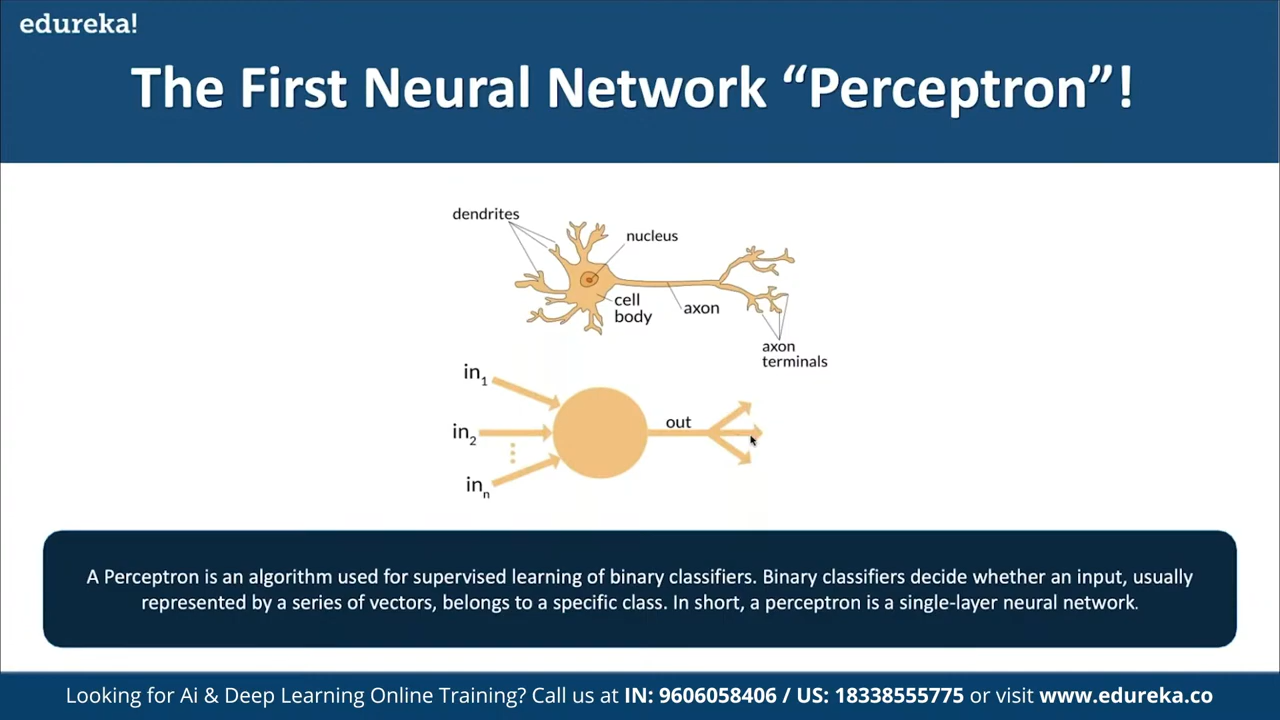 edureka!
The First Neural Network “Perceptron”!
dendrites
nucleus
cell
body
axon
axon
terminals
in1
in2
inn
out
A Perceptron is an algorithm used for supervised learning of binary classifiers. Binary classifiers decide whether an input, usually
represented by a series of vectors, belongs to a specific class. In short, a perceptron is a single-layer neural network.
Looking for Ai & Deep Learning Online Training? Call us at IN: 9606058406 / US: 18338555775 or visit www.edureka.co